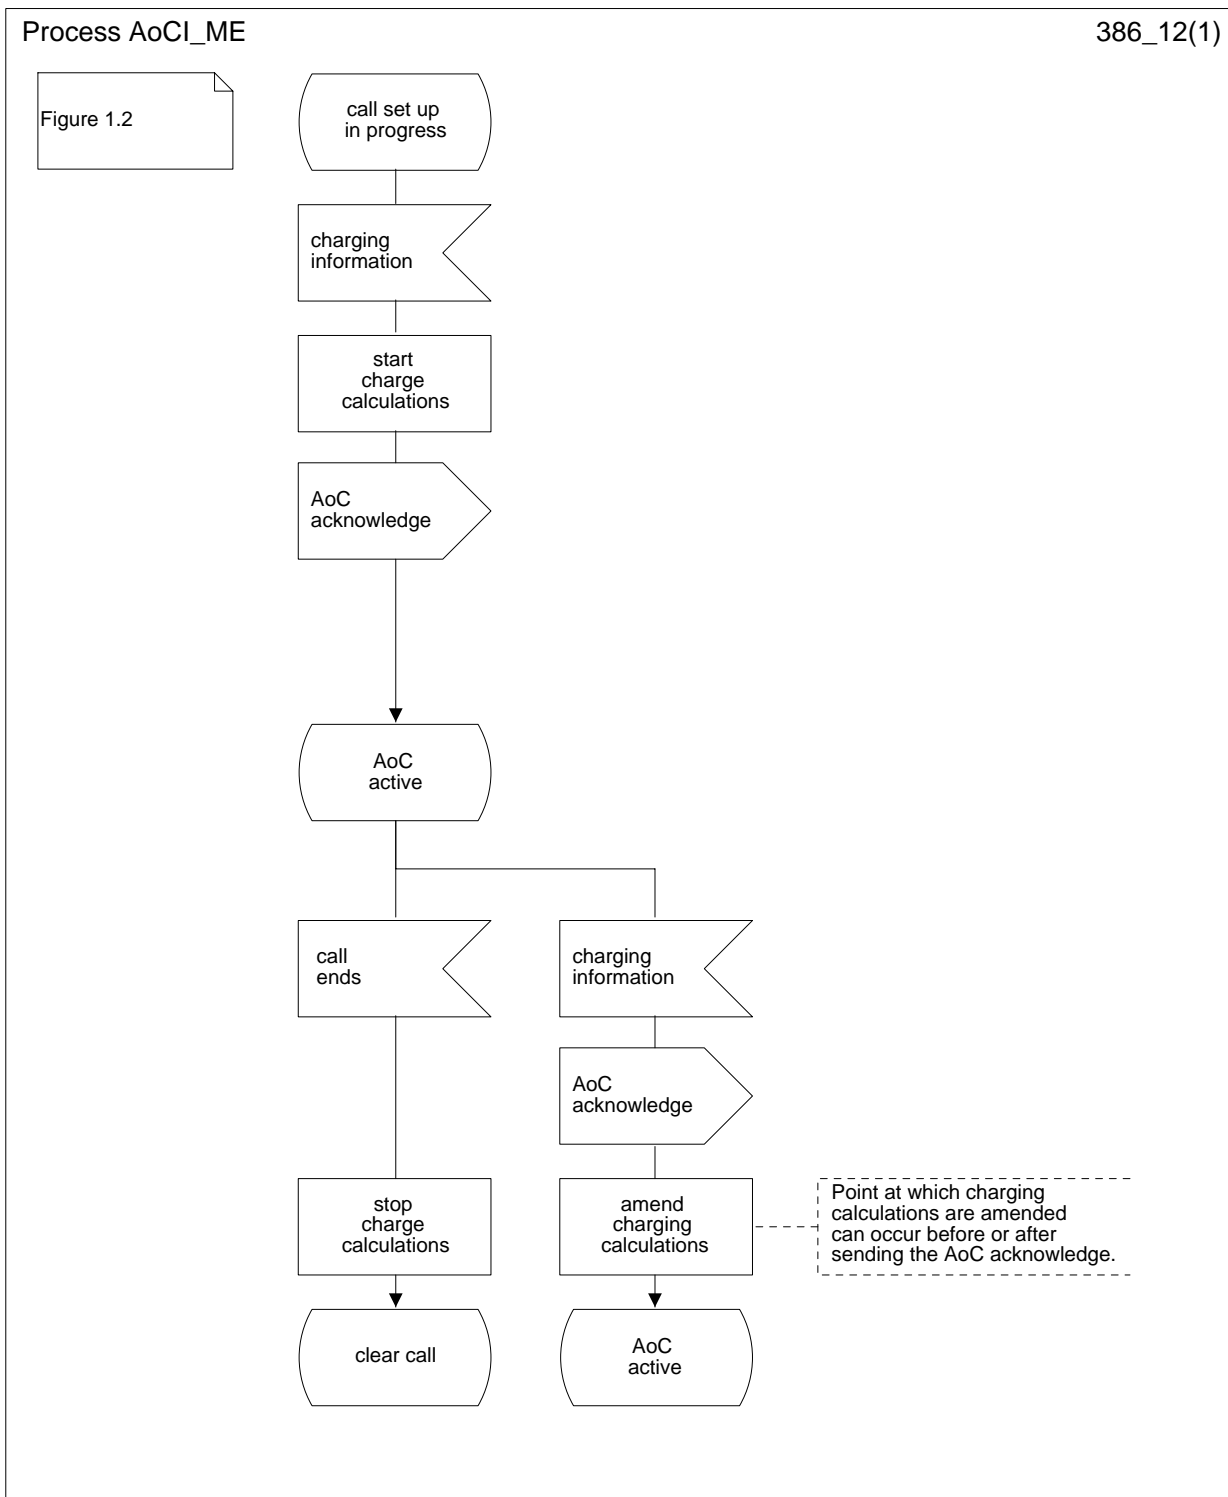 Process AoCI_ME
386_12(1)
Figure 1.2
call set up
in progress
charging
information
start
charge
calculations
AoC
acknowledge
AoC
active
call
ends
charging
information
AoC
acknowledge
stop
charge
calculations
amend
charging
calculations
Point at which charging
calculations are amended
can occur before or after
sending the AoC acknowledge.
clear call
AoC
active